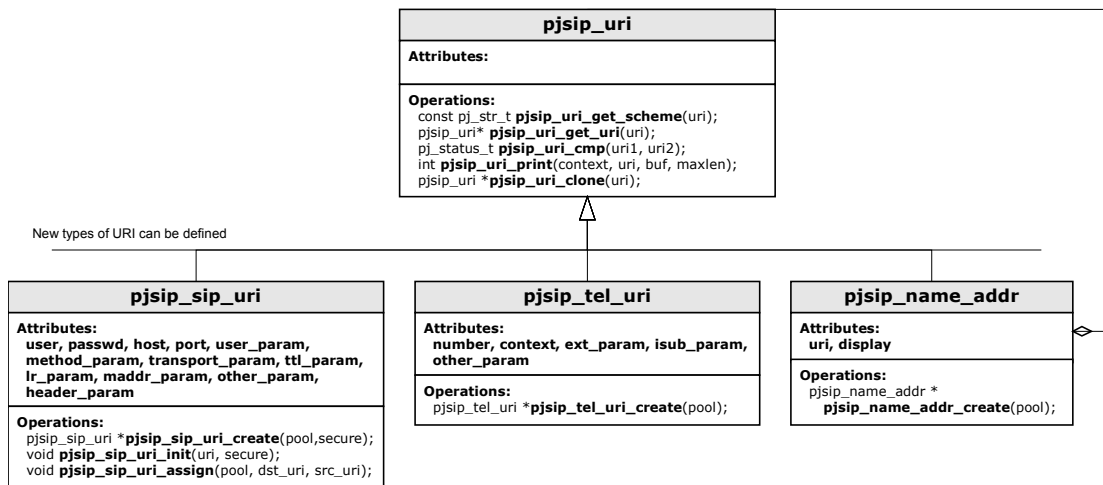 pjsip_uri
Attributes:
Operations:
const pj_str_t pjsip_uri_get_scheme(uri);
pjsip_uri* pjsip_uri_get_uri(uri);
pj_status_t pjsip_uri_cmp(uri1, uri2);
int pjsip_uri_print(context, uri, buf, maxlen);
pjsip_uri *pjsip_uri_clone(uri);
New types of URI can be defined
pjsip_sip_uri
Attributes:
user, passwd, host, port, user_param,
method_param, transport_param, ttl_param,
lr_param, maddr_param, other_param,
header_param
Operations:
pjsip_sip_uri *pjsip_sip_uri_create(pool,secure);
void pjsip_sip_uri_init(uri, secure);
void pjsip_sip_uri_assign(pool, dst_uri, src_uri);
pjsip_tel_uri
Attributes:
number, context, ext_param, isub_param,
other_param
Operations:
pjsip_tel_uri *pjsip_tel_uri_create(pool);
pjsip_name_addr
Attributes:
uri, display
Operations:
pjsip_name_addr *
pjsip_name_addr_create(pool);